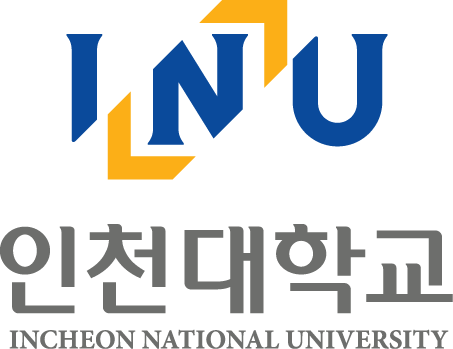 INU
인천대학교
INCHEON NATIONAL UNIVERSITY